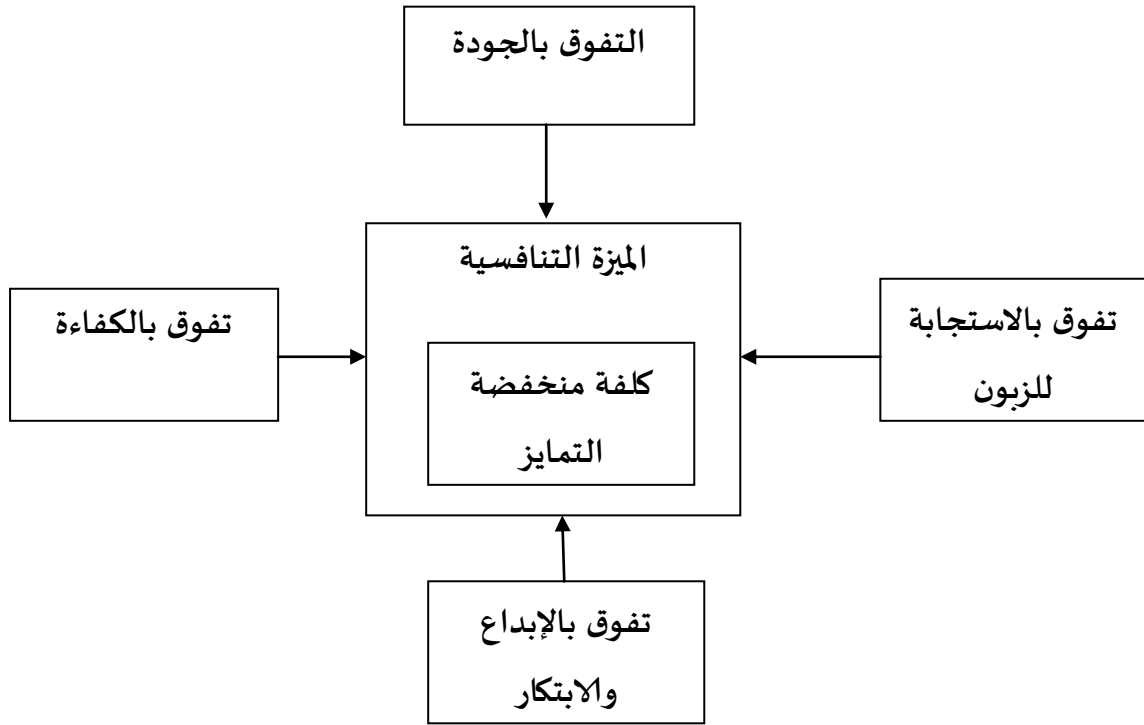 التفوق بالجودة
الميزة التنافسية
تفوق بالاستجابة
للزبون
تفوق بالكفاءة
كلفة منخفضة
التمايز
تفوق بالإبداع
والابتكار